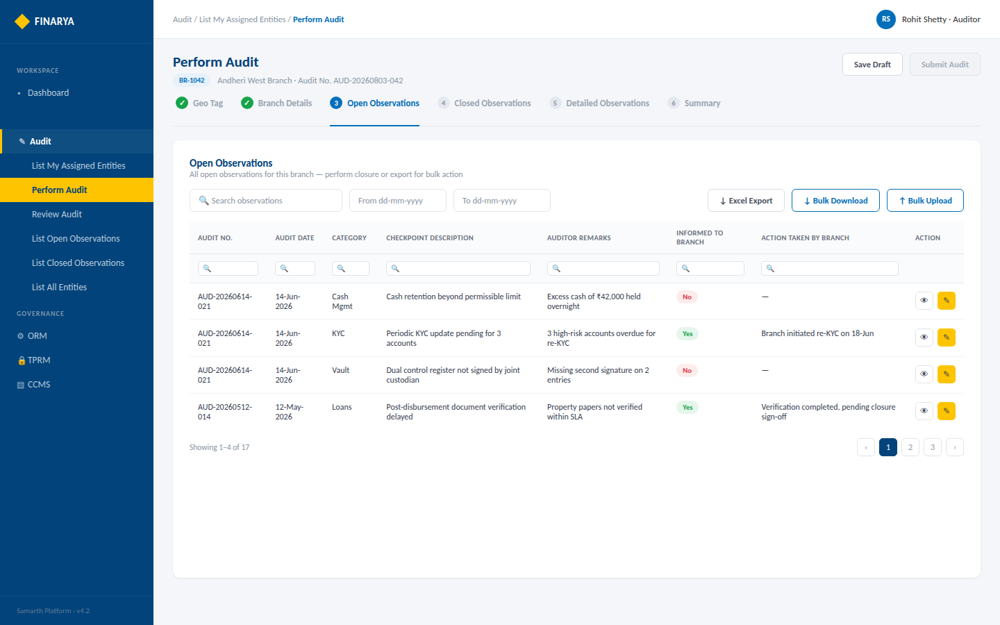 FINARYA
WORKSPACE
Dashboard
Audit
List My Assigned Entities
Perform Audit
Review Audit
List Open Observations
List Closed Observations
List All Entities
GOVERNANCE
ORM
TPRM
CCMS
Samarth Platform · v4.2
Audit / List My Assigned Entities / Perform Audit
RS Rohit Shetty · Auditor
Perform Audit
BR-1042 Andheri West Branch · Audit No. AUD-20260803-042
Save Draft Submit Audit
✓ Geo Tag ✓ Branch Details 3 Open Observations 4 Closed Observations 5 Detailed Observations 6 Summary
Open Observations
All open observations for this branch — perform closure or export for bulk action
Search observations From dd-mm-yyyy To dd-mm-yyyy ↓ Excel Export ↓ Bulk Download ↑ Bulk Upload
AUDIT NO. AUDIT DATE CATEGORY CHECKPOINT DESCRIPTION AUDITOR REMARKS INFORMED TO BRANCH ACTION TAKEN BY BRANCH ACTION
AUD-20260614-021 14-Jun-2026 Cash Mgmt Cash retention beyond permissible limit Excess cash of ₹42,000 held overnight No —
AUD-20260614-021 14-Jun-2026 KYC Periodic KYC update pending for 3 accounts 3 high-risk accounts overdue for re-KYC Yes Branch initiated re-KYC on 18-Jun
AUD-20260614-021 14-Jun-2026 Vault Dual control register not signed by joint custodian Missing second signature on 2 entries No —
AUD-20260512-014 12-May-2026 Loans Post-disbursement document verification delayed Property papers not verified within SLA Yes Verification completed, pending closure sign-off
Showing 1–4 of 17 ‹ 1 2 3 ›